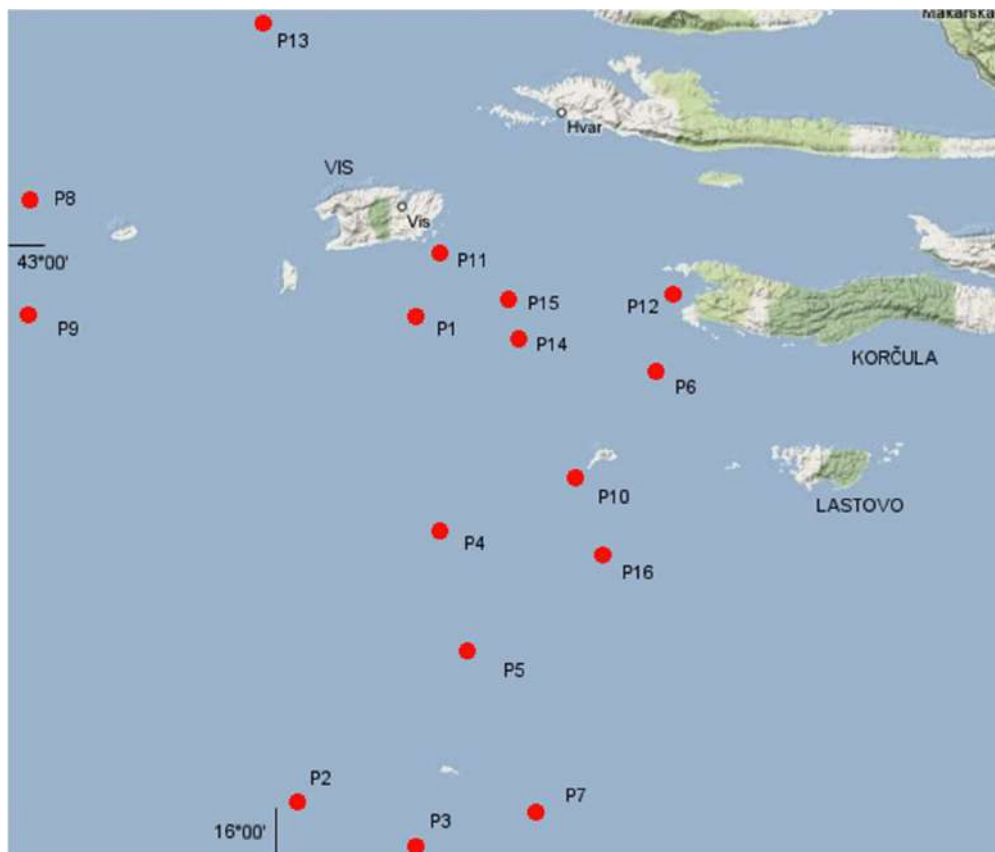 Makarska
P13
Hvar
VIS
P8
Vis
43°00'
P11
P9
P1
P15
P12
P14
KORČULA
P6
P10
LASTOVO
P4
P16
P5
P2
P7
16°00'
P3